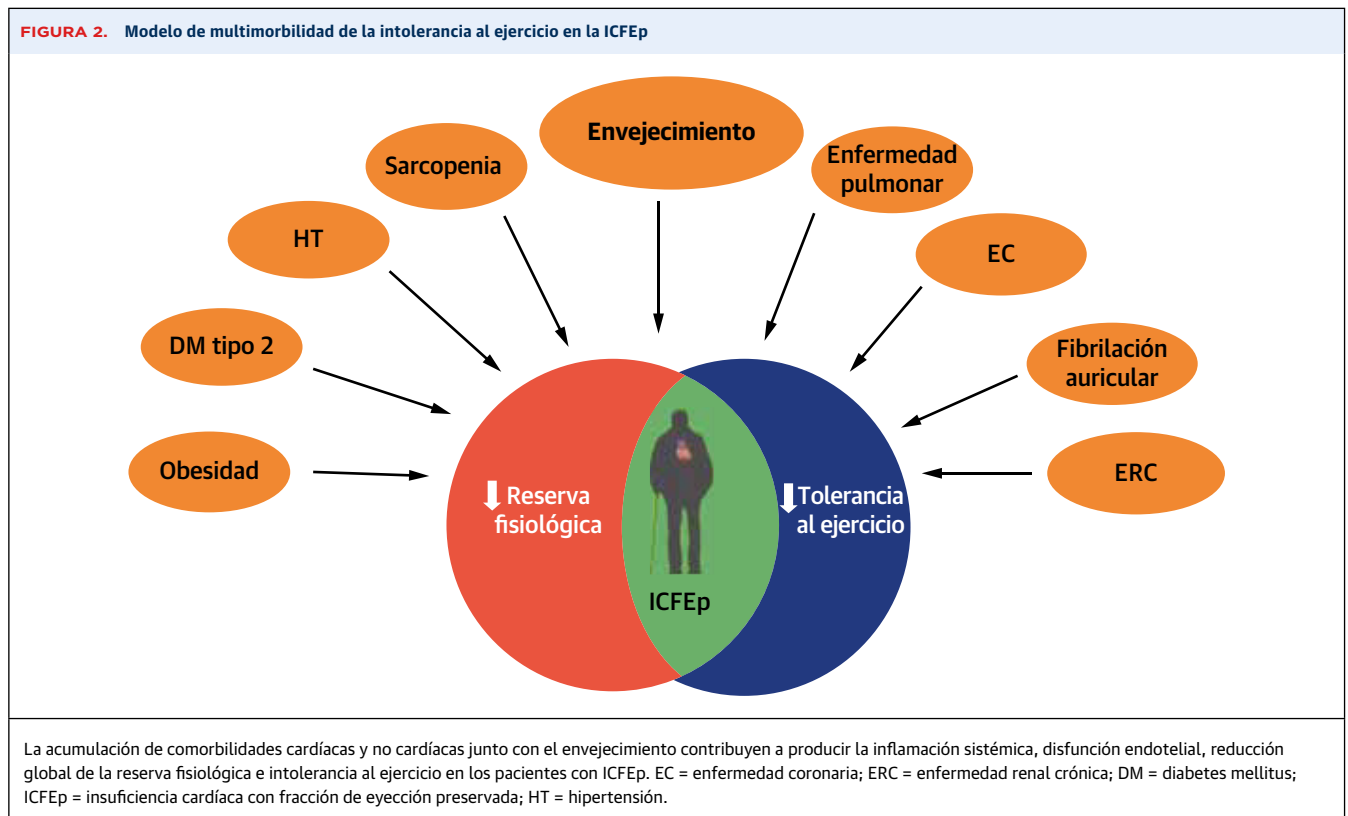 FIGURA 2. Modelo de multimorbilidad de la intolerancia al ejercicio en la ICFEp
Envejecimiento
Sarcopenia
Enfermedad
pulmonar
HT
EC
DM tipo 2
Fibrilación
auricular
Obesidad
ERC
Reserva
fisiológica
Tolerancia
al ejercicio
ICFEp
La acumulación de comorbilidades cardíacas y no cardíacas junto con el envejecimiento contribuyen a producir la inflamación sistémica, disfunción endotelial, reducción
global de la reserva fisiológica e intolerancia al ejercicio en los pacientes con ICFEp. EC = enfermedad coronaria; ERC = enfermedad renal crónica; DM = diabetes mellitus;
ICFEp = insuficiencia cardíaca con fracción de eyección preservada; HT = hipertensión.